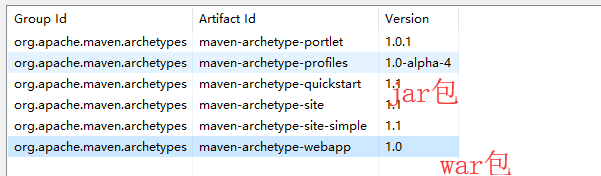 Group Id Artifact Id Version
org.apache.maven.archetypes maven-archetype-portlet 1.0.1
org.apache.maven.archetypes maven-archetype-profiles 1.0-alpha-4
org.apache.maven.archetypes maven-archetype-quickstart 1.1
jar包
org.apache.maven.archetypes maven-archetype-site 1.1
org.apache.maven.archetypes maven-archetype-site-simple 1.1
org.apache.maven.archetypes maven-archetype-webapp 1.0
war包